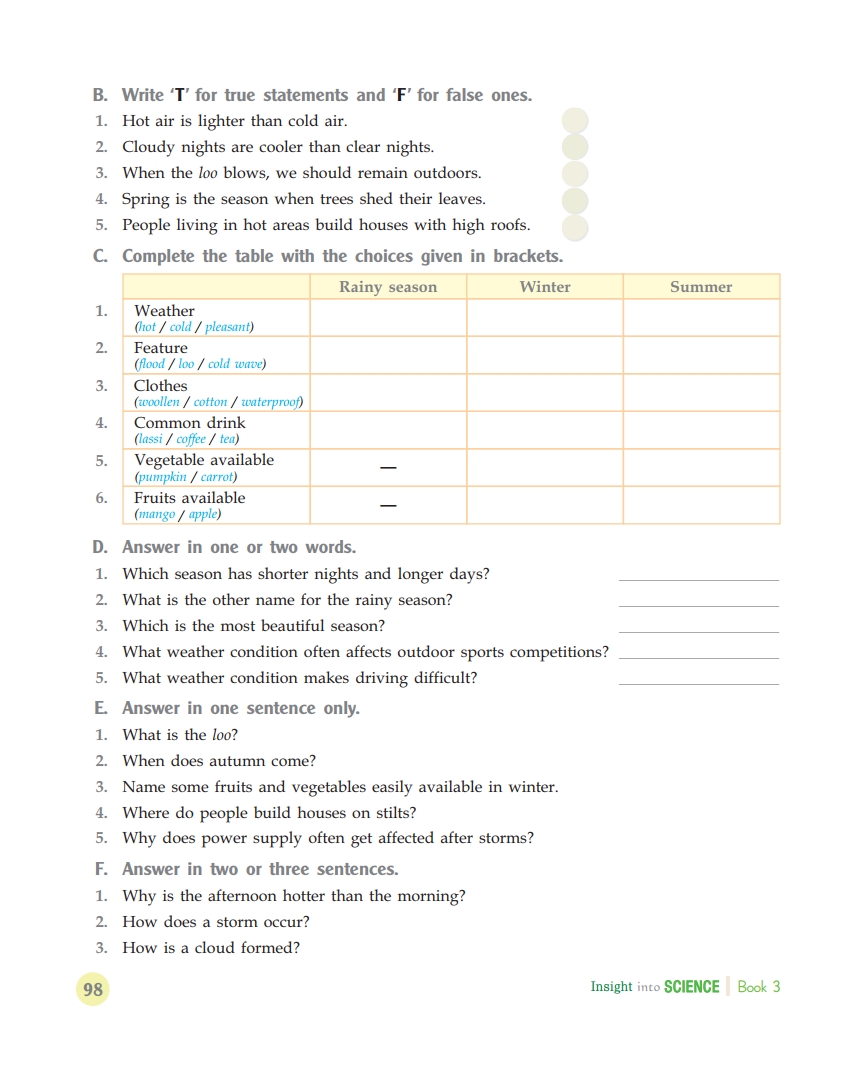 B. Write ‘T’ for true statements and ‘F’ for false ones.
1. Hot air is lighter than cold air.
2. Cloudy nights are cooler than clear nights.
3. When the loo blows, we should remain outdoors.
4. Spring is the season when trees shed their leaves.
5. People living in hot areas build houses with high roofs.
C. Complete the table with the choices given in brackets.
Rainy season Winter Summer
1. Weather
(hot / cold / pleasant)
2. Feature
(flood / loo / cold wave)
3. Clothes
(woollen / cotton / waterproof)
4. Common drink
(lassi / coffee / tea)
5. Vegetable available —
(pumpkin / carrot)
6. Fruits available —
(mango / apple)
D. Answer in one or two words.
1. Which season has shorter nights and longer days?
2. What is the other name for the rainy season?
3. Which is the most beautiful season?
4. What weather condition often affects outdoor sports competitions?
5. What weather condition makes driving difficult?
E. Answer in one sentence only.
1. What is the loo?
2. When does autumn come?
3. Name some fruits and vegetables easily available in winter.
4. Where do people build houses on stilts?
5. Why does power supply often get affected after storms?
F. Answer in two or three sentences.
1. Why is the afternoon hotter than the morning?
2. How does a storm occur?
3. How is a cloud formed?
98 Insight into SCIENCE Book 3